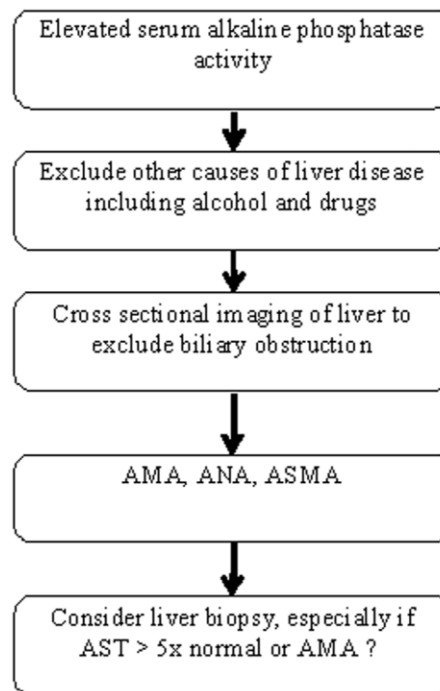 Elevated serum alkaline phosphatase
activity
Exclude other causes of liver disease
including alcohol and drugs
Cross sectional imaging of liver to
exclude biliary obstruction
AMA, ANA, ASMA
Consider liver biopsy, especially if
AST > 5x normal or AMA ?